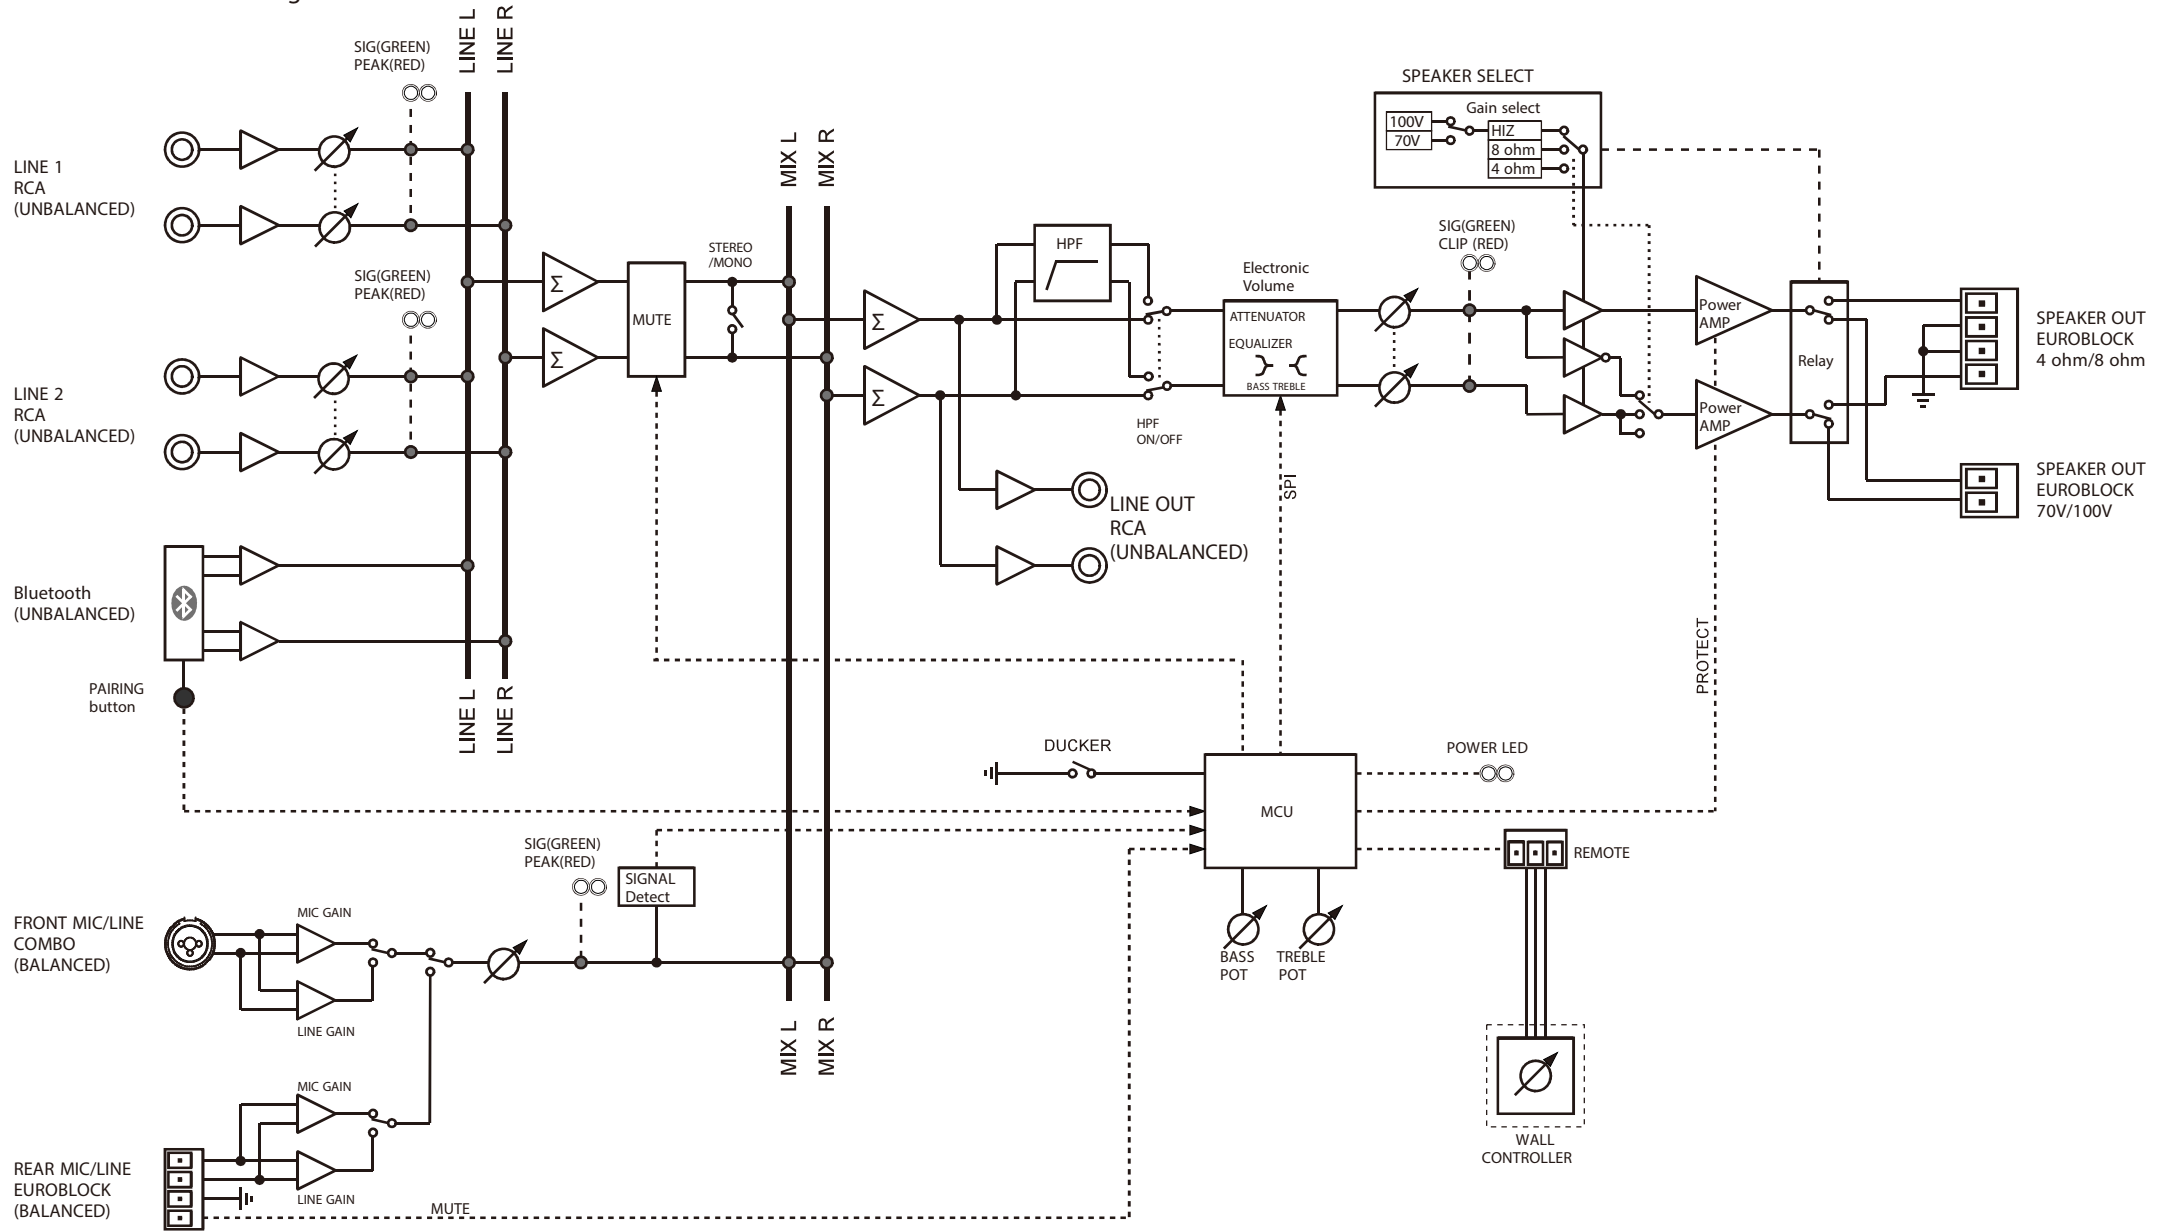 LINE L
LINE R
SIG(GREEN)
PEAK(RED)
LINE 1
RCA
(UNBALANCED)
SIG(GREEN)
PEAK(RED)
LINE 2
RCA
(UNBALANCED)
Bluetooth
(UNBALANCED)
PAIRING
button
LINE L
LINE R
Σ
Σ
MUTE
STEREO
/MONO
MIX L
MIX R
Σ
Σ
HPF
HPF
ON/OFF
LINE OUT
RCA
(UNBALANCED)
Electronic
Volume
ATTENUATOR
EQUALIZER
BASS TREBLE
SPI
SPEAKER SELECT
Gain select
100V
70V
HIZ
8 ohm
4 ohm
SIG(GREEN)
CLIP (RED)
Power
AMP
Power
AMP
Relay
SPEAKER OUT
EUROBLOCK
4 ohm/8 ohm
SPEAKER OUT
EUROBLOCK
70V/100V
PROTECT
DUCKER
MCU
POWER LED
REMOTE
BASS
POT
TREBLE
POT
WALL
CONTROLLER
SIG(GREEN)
PEAK(RED)
SIGNAL
Detect
FRONT MIC/LINE
COMBO
(BALANCED)
MIC GAIN
LINE GAIN
MIX L
MIX R
REAR MIC/LINE
EUROBLOCK
(BALANCED)
MIC GAIN
LINE GAIN
MUTE